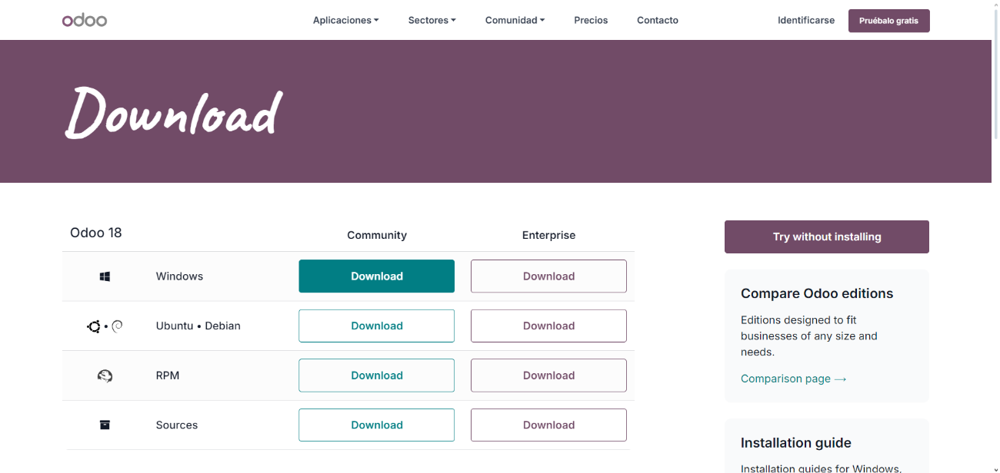 odoo
Aplicaciones Sectores Comunidad Precios Contacto Identificarse Pruébalo gratis
Download
Odoo 18 Community Enterprise
Windows Download Download
Ubuntu • Debian Download Download
RPM Download Download
Sources Download Download
Try without installing
Compare Odoo editions
Editions designed to fit
businesses of any size and
needs.
Comparison page →
Installation guide
Installation guides for Windows,